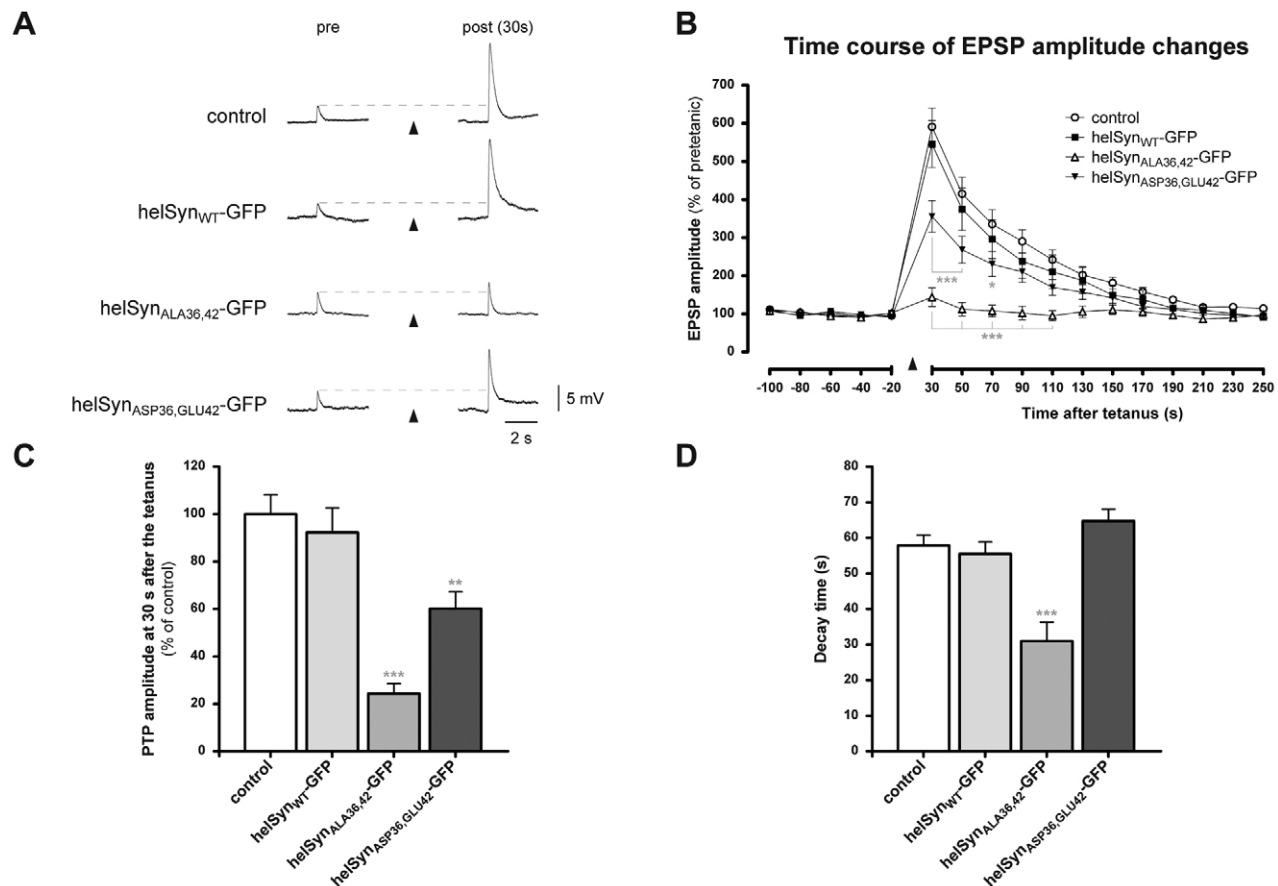 A
pre post (30s)
control
helSynWT-GFP
helSynALA36,42-GFP
helSynASP36,GLU42-GFP
5 mV
2 s
B
Time course of EPSP amplitude changes
EPSP amplitude (% of pretetanic)
700
600
500
400
300
200
100
0
control
helSynWT-GFP
helSynALA36,42-GFP
helSynASP36,GLU42-GFP
***
*
***
-100 -80 -60 -40 -20 30 50 70 90 110 130 150 170 190 210 230 250
Time after tetanus (s)
C
PTP amplitude at 30 s after the tetanus
(% of control)
120
100
80
60
40
20
0
***
**
control
helSynWT-GFP
helSynALA36,42-GFP
helSynASP36,GLU42-GFP
D
Decay time (s)
80
70
60
50
40
30
20
10
0
***
control
helSynWT-GFP
helSynALA36,42-GFP
helSynASP36,GLU42-GFP